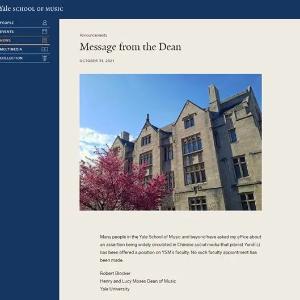 Yale SCHOOL OF MUSIC
PEOPLE
EVENTS
NEWS
MULTIMEDIA
COLLECTION
Announcements
Message from the Dean
OCTOBER 31, 2021
Many people in the Yale School of Music and beyond have asked my office about
an assertion being widely circulated in Chinese social media that pianist Yundi Li
has been offered a position on YSM's faculty. No such faculty appointment has
been made.
Robert Blocker
Henry and Lucy Moses Dean of Music
Yale University